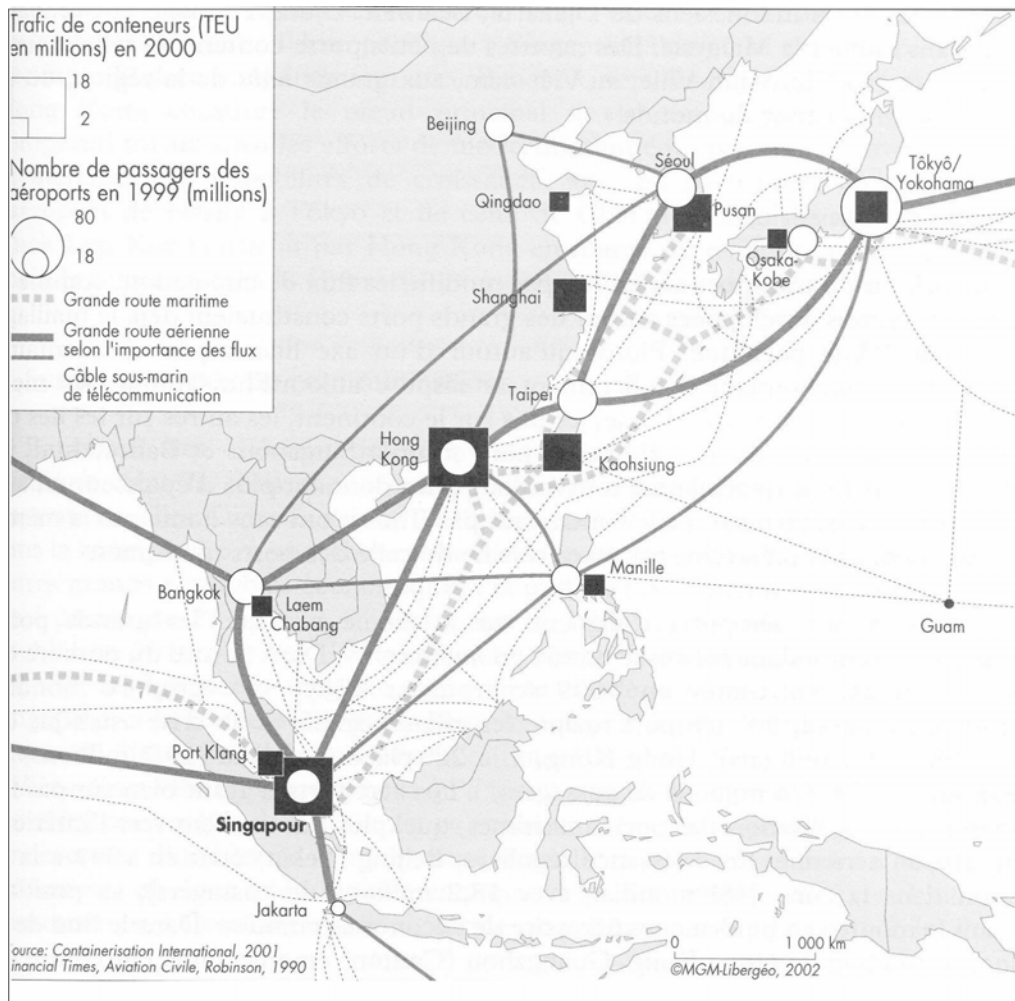 Trafic de conteneurs (TEU
en millions) en 2000
18
2
Nombre de passagers des
aéroports en 1999 (millions)
80
18
Grande route maritime
Grande route aérienne
selon l'importance des flux
Câble sous-marin
de télécommunication
Beijing
Séoul
Tôkyô/
Yokohama
Qingdao
Pusan
Osaka-
Kobe
Shanghai
Taipei
Hong
Kong
Kaohsiung
Bangkok
Laem
Chabang
Manille
Guam
Port Klang
Singapour
Jakarta
ource: Containerisation International, 2001
inancial Times, Aviation Civile, Robinson, 1990
0 1 000 km
©MGM-Libergéo, 2002